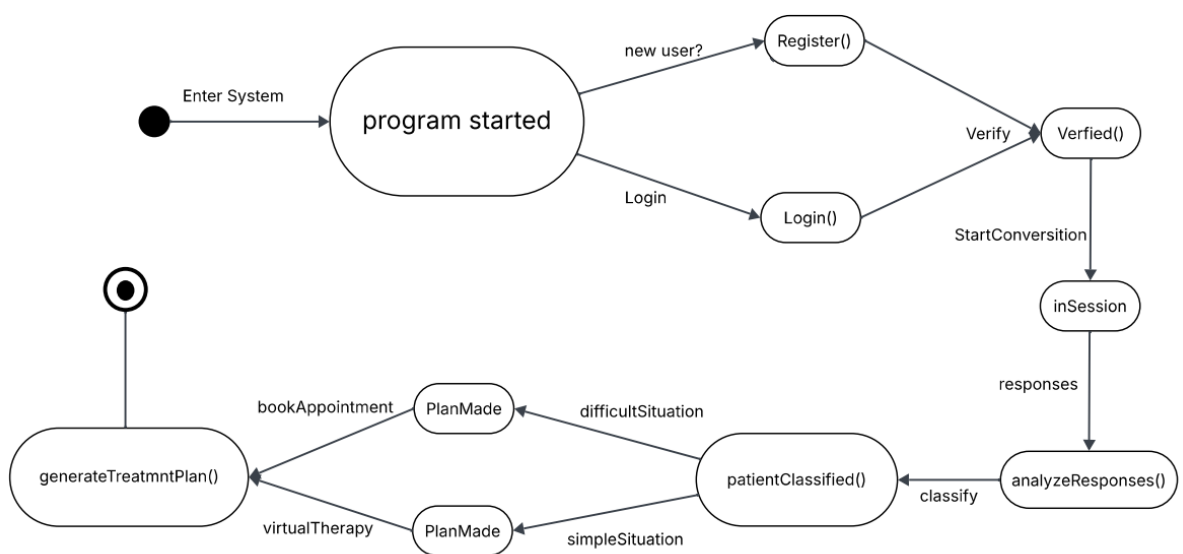 new user?
Register()
Enter System
program started
Verify
Verfied()
Login
Login()
StartConversition
inSession
responses
bookAppointment
PlanMade
difficultSituation
generateTreatmntPlan()
patientClassified()
analyzeResponses()
classify
virtualTherapy
PlanMade
simpleSituation